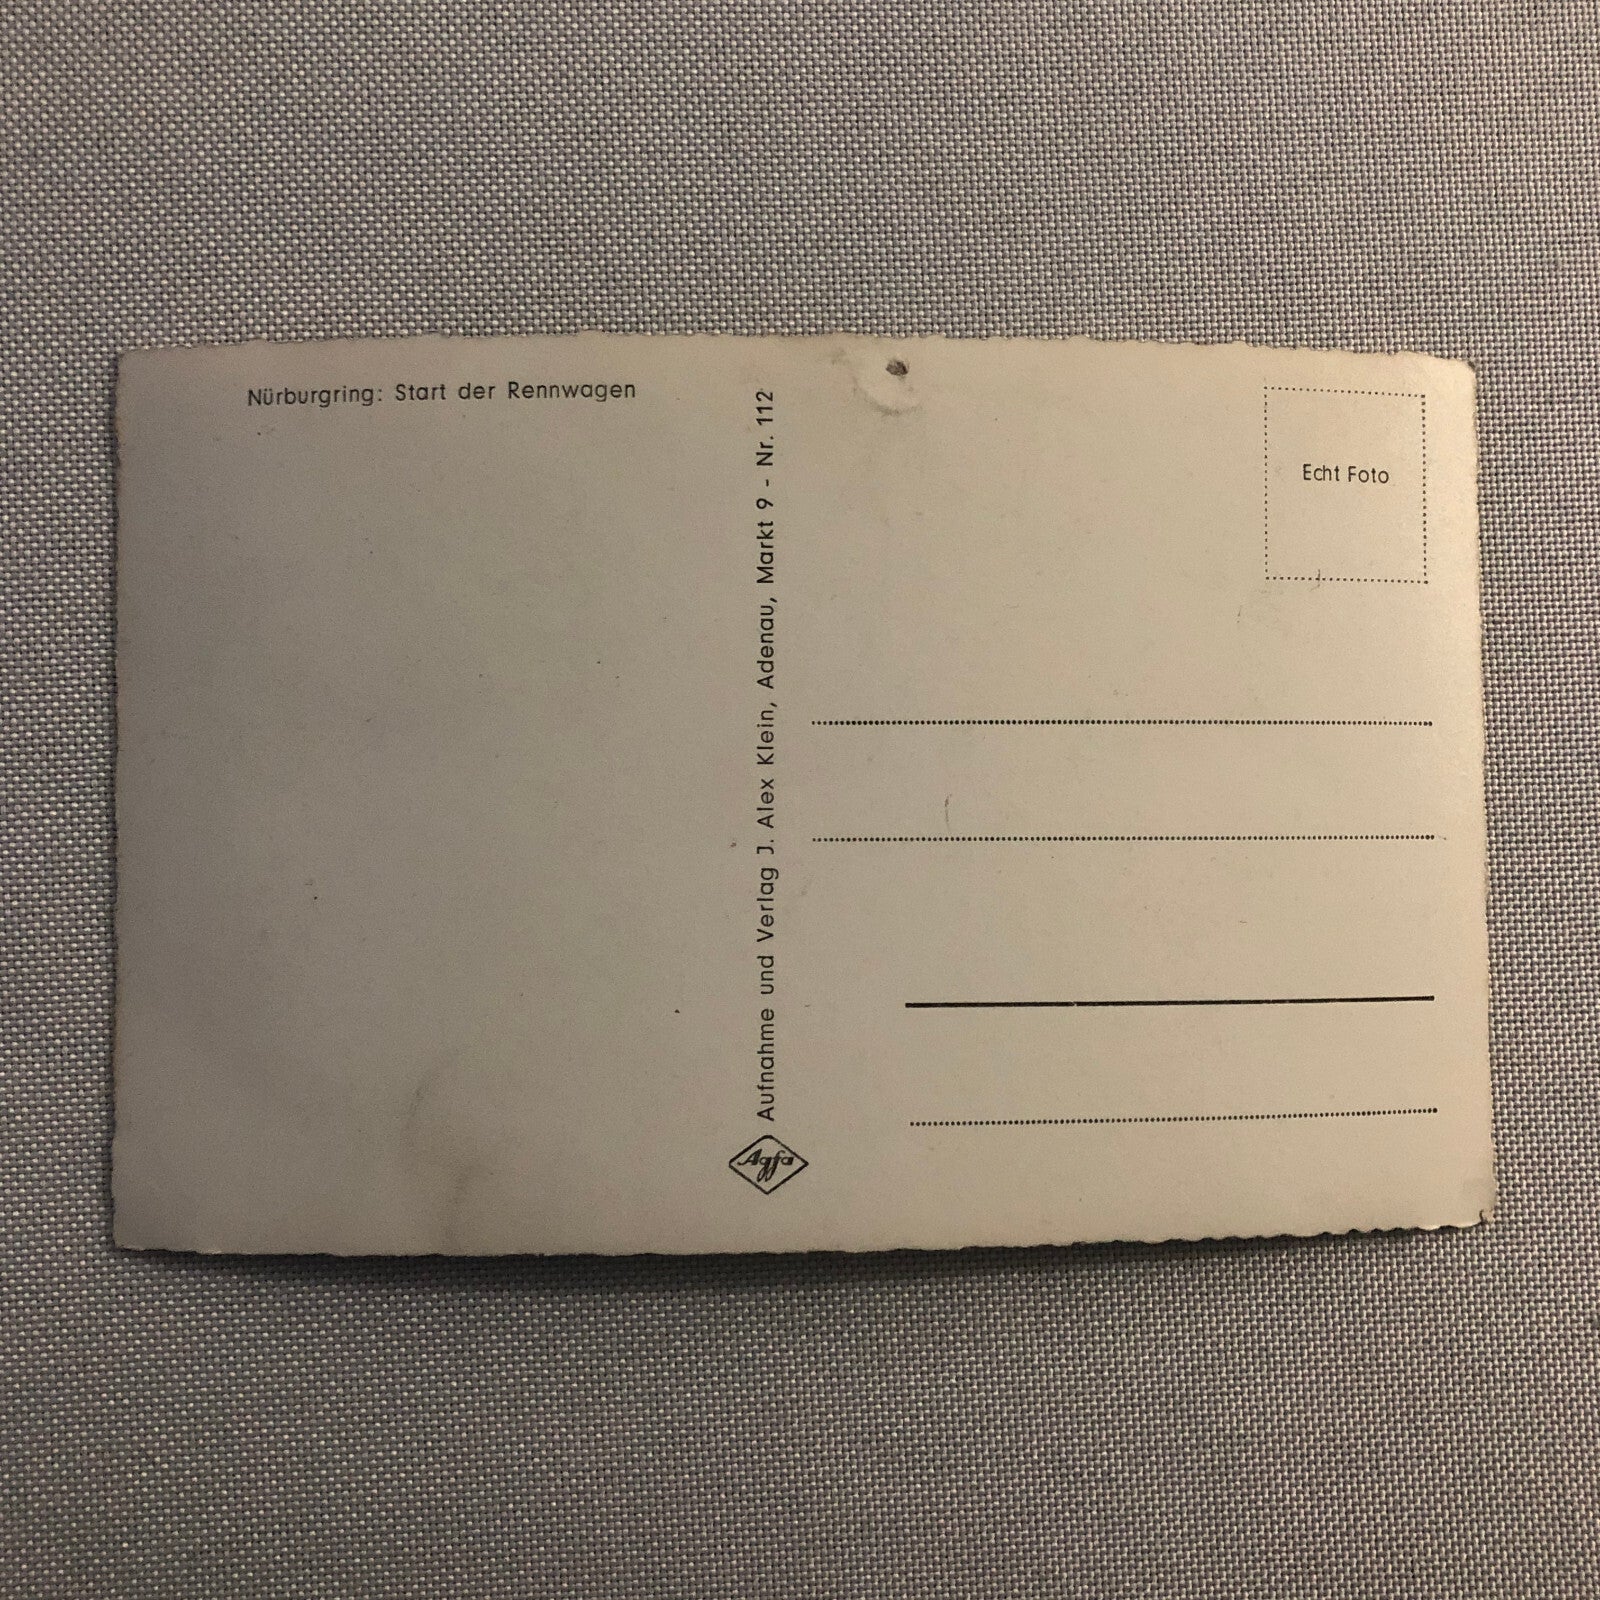 Nürburgring: Start der Rennwagen
Aufnahme und Verlag J. Alex Klein, Adenau, Markt 9 - Nr. 112
Agfa
Echt Foto